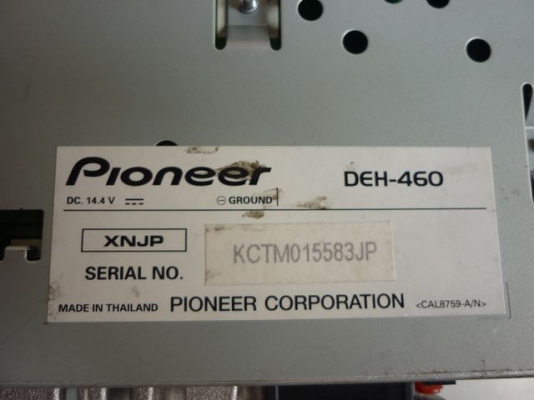 Pioneer DEH-460
DC. 14.4 V ⎓ ⊖ GROUND
XNJP
SERIAL NO. KCTM015583JP
MADE IN THAILAND PIONEER CORPORATION <CAL8759-A/N>